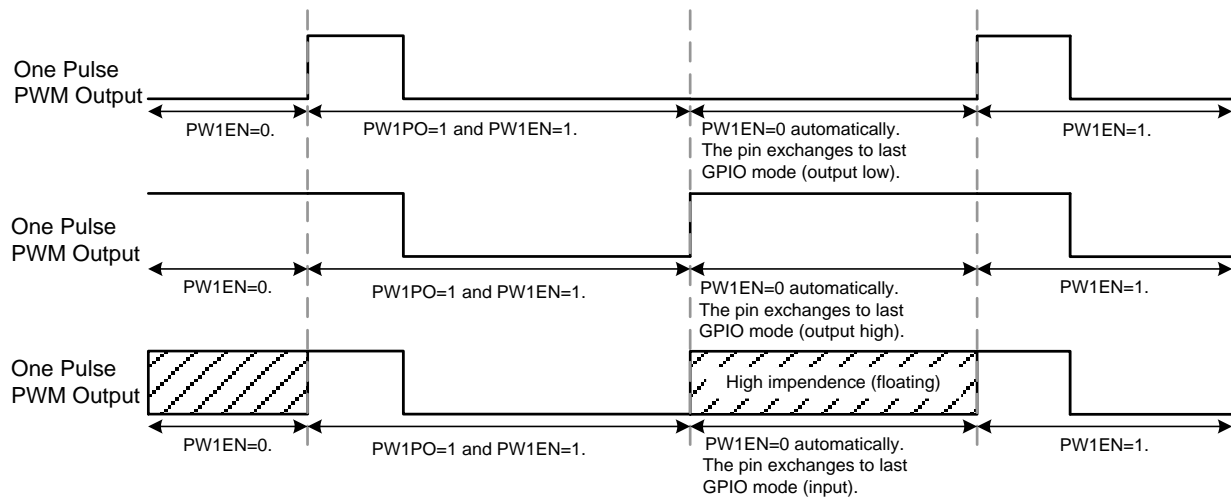 One Pulse
PWM Output
PW1EN=0.
PW1PO=1 and PW1EN=1.
PW1EN=0 automatically.
The pin exchanges to last
GPIO mode (output low).
PW1EN=1.
One Pulse
PWM Output
PW1EN=0.
PW1PO=1 and PW1EN=1.
PW1EN=0 automatically.
The pin exchanges to last
GPIO mode (output high).
PW1EN=1.
One Pulse
PWM Output
High impendence (floating)
PW1EN=0.
PW1PO=1 and PW1EN=1.
PW1EN=0 automatically.
The pin exchanges to last
GPIO mode (input).
PW1EN=1.